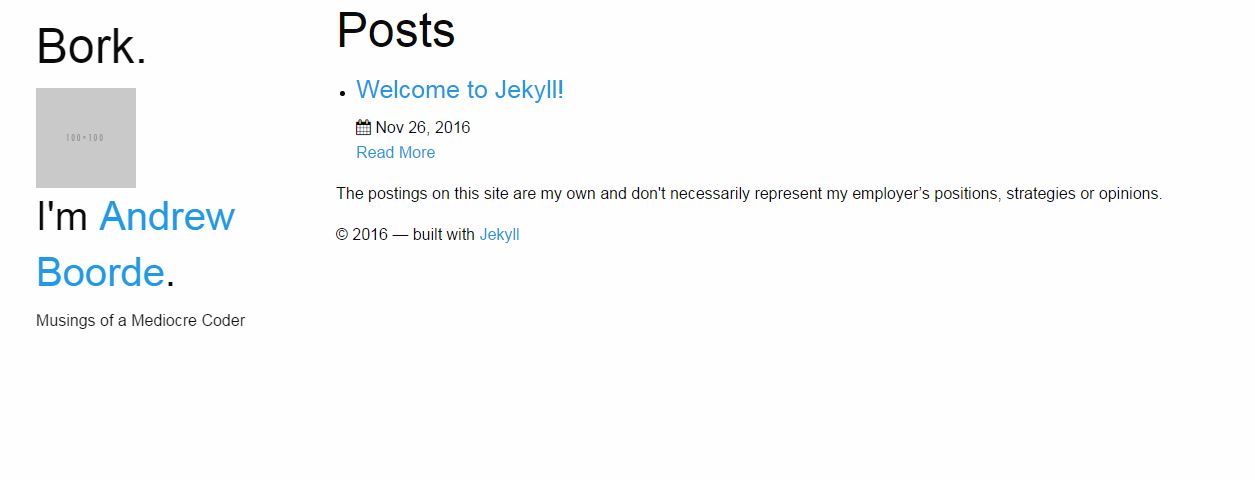 Bork.
100×100
I'm Andrew
Boorde.
Musings of a Mediocre Coder
Posts
Welcome to Jekyll!
Nov 26, 2016
Read More
The postings on this site are my own and don't necessarily represent my employer’s positions, strategies or opinions.
© 2016 — built with Jekyll